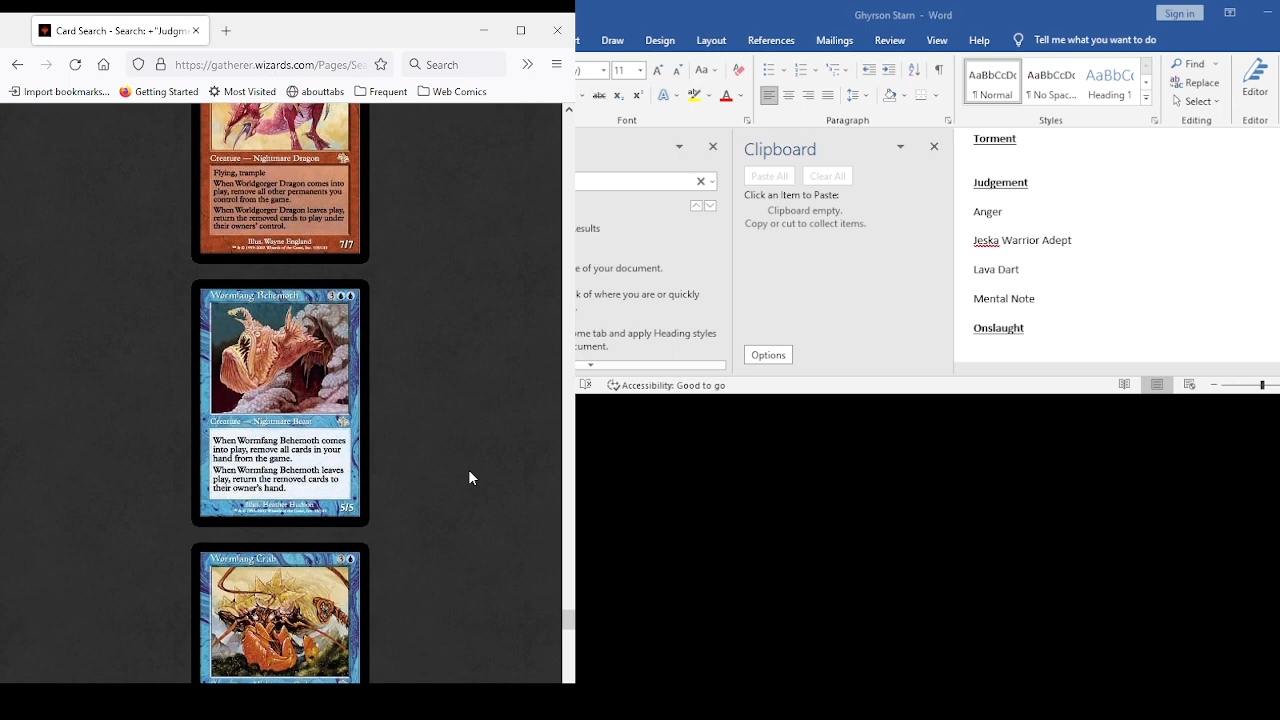 Card Search - Search: +"Judgm
https://gatherer.wizards.com/Pages/Sea
Search
Import bookmarks...
Getting Started
Most Visited
abouttabs
Frequent
Web Comics
Creature — Nightmare Dragon
Flying, trample
When Worldgorger Dragon comes into
play, remove all other permanents you
control from the game.
When Worldgorger Dragon leaves play,
return the removed cards to play under
their owners' control.
Illus. Wayne England
7/7
Wormfang Behemoth
3
Creature — Nightmare Beast
When Wormfang Behemoth comes
into play, remove all cards in your
hand from the game.
When Wormfang Behemoth leaves
play, return the removed cards to
their owner's hand.
Illus. Heather Hudson
5/5
Wormfang Crab
3
Ghyrson Starn - Word
Sign in
Draw
Design
Layout
References
Mailings
Review
View
Help
Tell me what you want to do
11
Aa
abc
x₂
x²
Font
Paragraph
AaBbCcDc
¶ Normal
AaBbCcDc
¶ No Spac...
AaBbCc
Heading 1
Styles
Find
Replace
Select
Editing
Editor
Editor
esults
e of your document.
k of where you are or quickly
ome tab and apply Heading styles
cument.
Clipboard
Paste All
Clear All
Click an Item to Paste:
Clipboard empty.
Copy or cut to collect items.
Options
Torment
Judgement
Anger
Jeska Warrior Adept
Lava Dart
Mental Note
Onslaught
Accessibility: Good to go